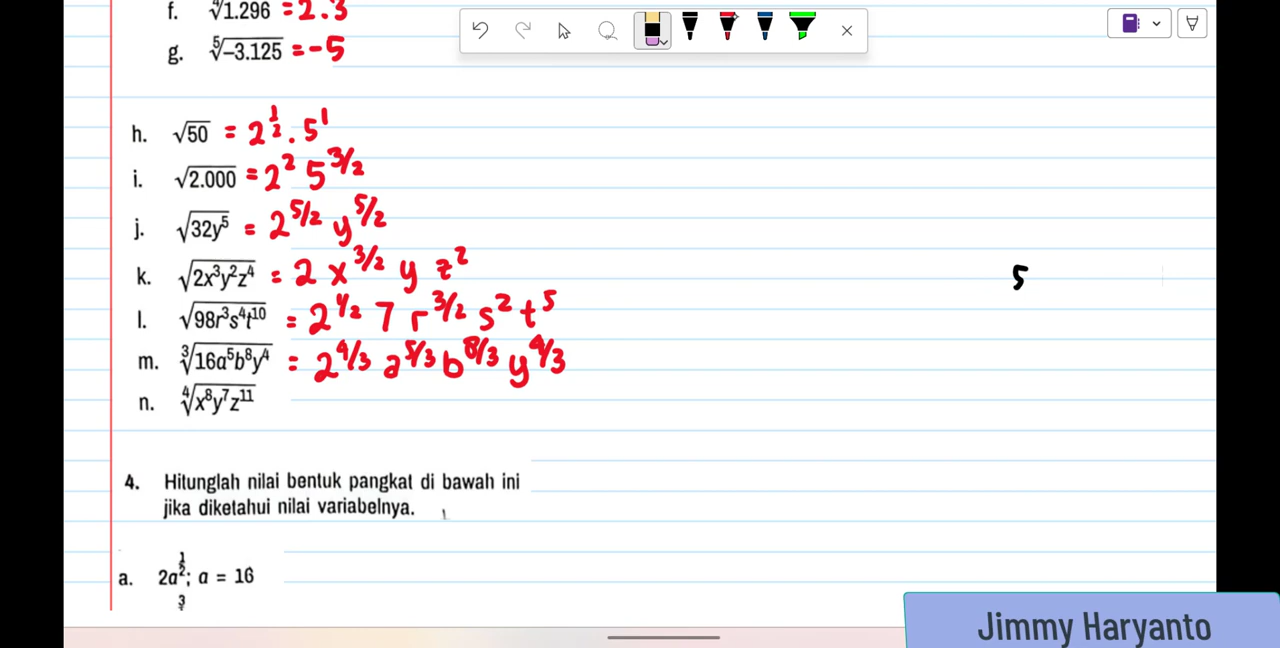 f. ∜1.296 = 2.3
g. ⁵√-3.125 = -5
h. √50 = 2^½ . 5^1
i. √2.000 = 2² 5^3/2
j. √32y⁵ = 2^5/2 y^5/2
k. √2x³y²z⁴ = 2 x^3/2 y z²
l. √98r³s⁴t¹⁰ = 2^1/2 7 r^3/2 s² t⁵
m. ∛16a⁵b⁸y⁴ = 2^4/3 a^5/3 b^8/3 y^4/3
n. ∜x⁸y⁷z¹¹
5
4. Hitunglah nilai bentuk pangkat di bawah ini
jika diketahui nilai variabelnya.
a. 2a^½; a = 16
3
Jimmy Haryanto